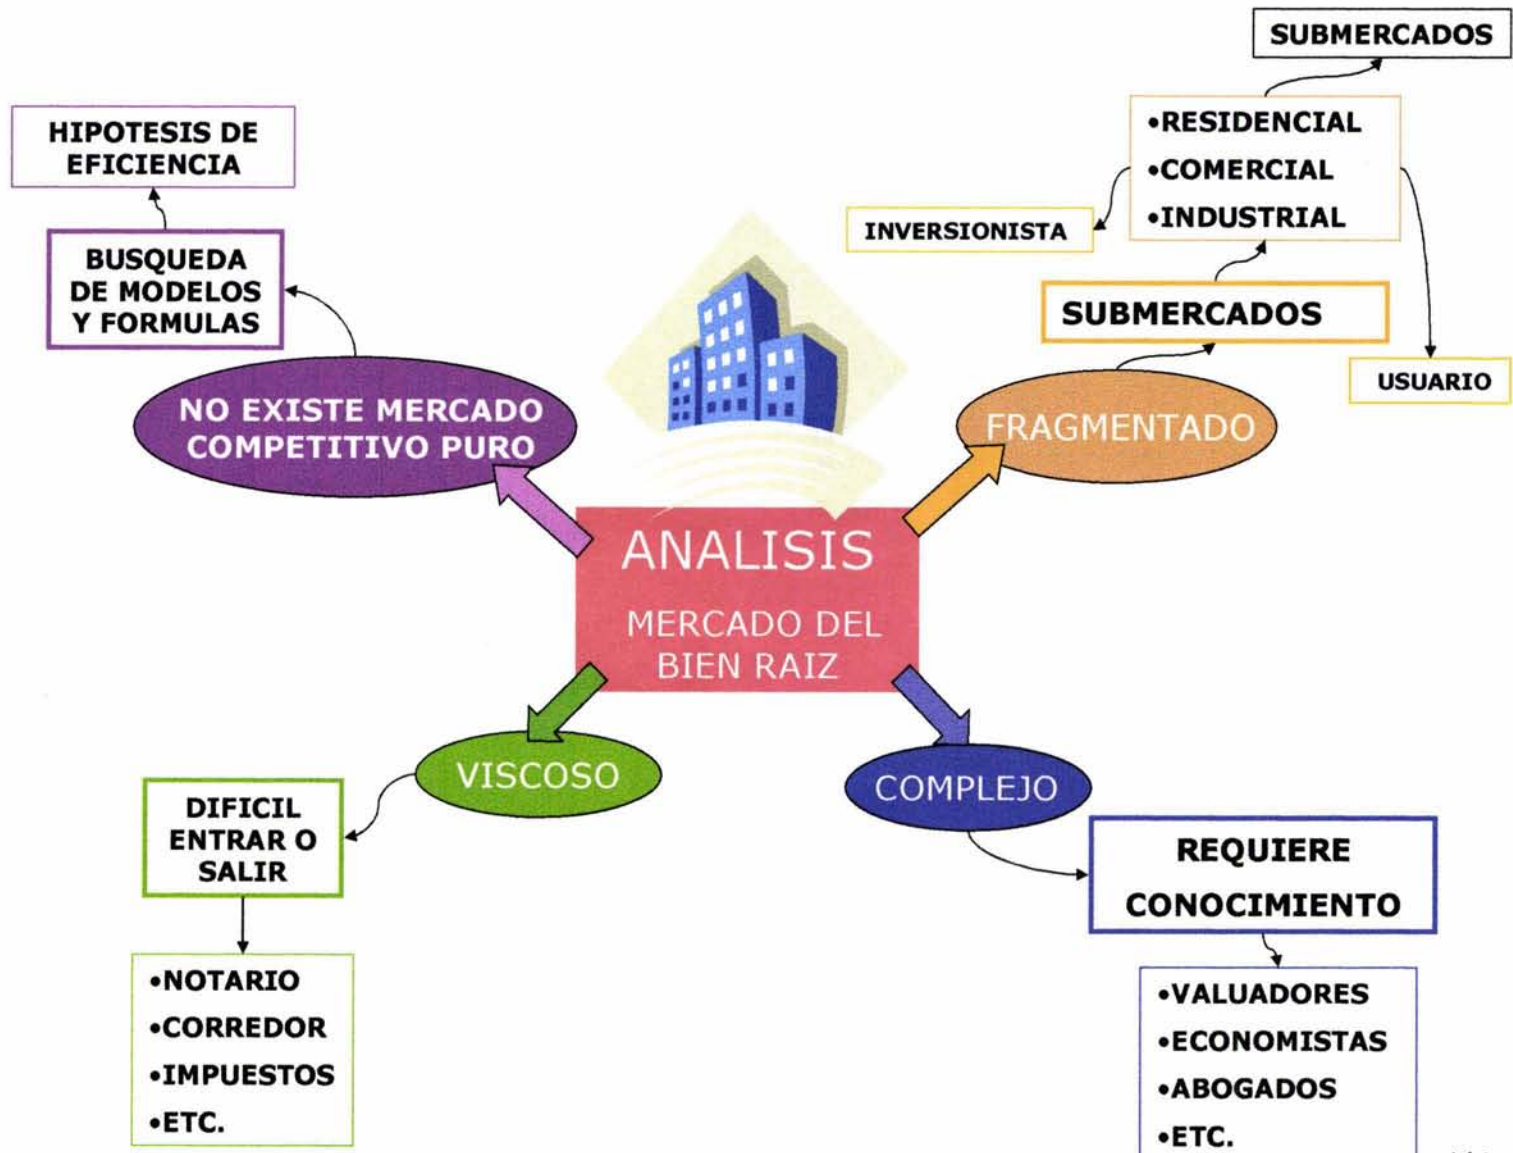 SUBMERCADOS
HIPOTESIS DE
EFICIENCIA
•RESIDENCIAL
•COMERCIAL
•INDUSTRIAL
INVERSIONISTA
BUSQUEDA
DE MODELOS
Y FORMULAS
SUBMERCADOS
USUARIO
NO EXISTE MERCADO
COMPETITIVO PURO
FRAGMENTADO
ANALISIS
MERCADO DEL
BIEN RAIZ
VISCOSO
COMPLEJO
DIFICIL
ENTRAR O
SALIR
REQUIERE
CONOCIMIENTO
•NOTARIO
•CORREDOR
•IMPUESTOS
•ETC.
•VALUADORES
•ECONOMISTAS
•ABOGADOS
•ETC.